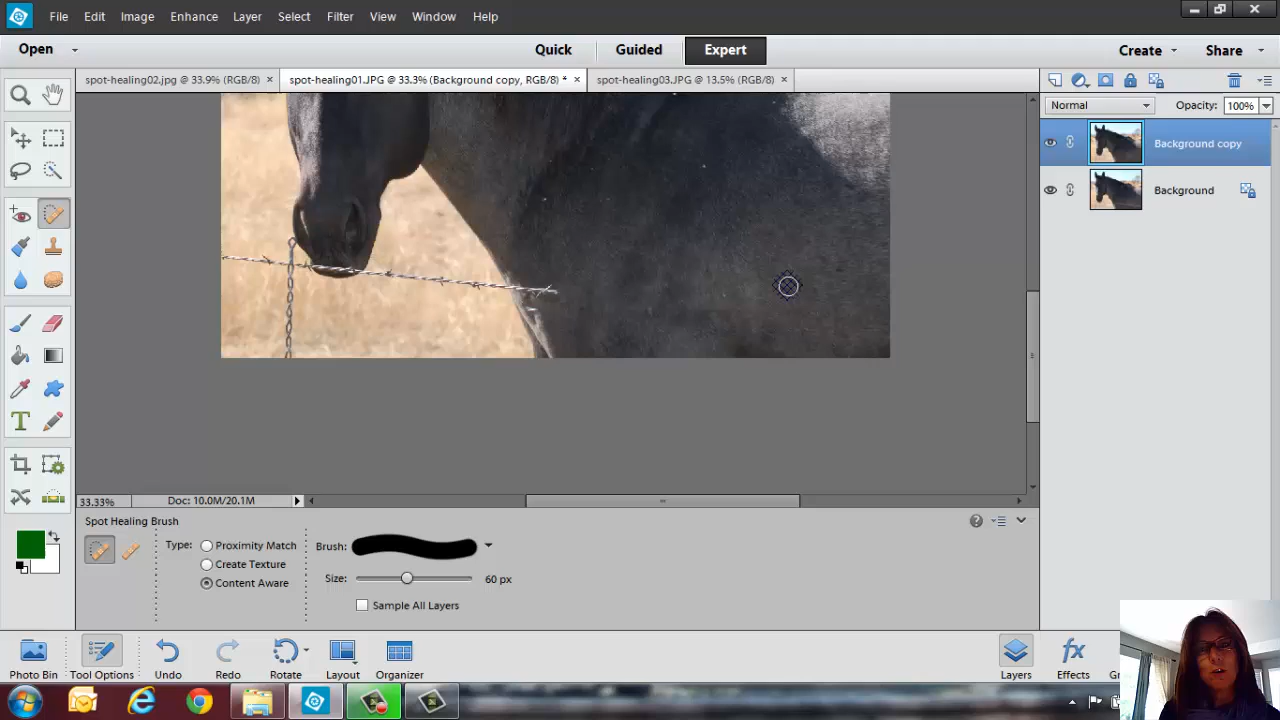 File Edit Image Enhance Layer Select Filter View Window Help
Open Quick Guided Expert Create Share
spot-healing02.jpg @ 33.9% (RGB/8) × spot-healing01.JPG @ 33.3% (Background copy, RGB/8) * × spot-healing03.JPG @ 13.5% (RGB/8) ×
Normal Opacity: 100%
Background copy
Background
33.33% Doc: 10.0M/20.1M
Spot Healing Brush
Type: Proximity Match
Create Texture
Content Aware
Brush:
Size: 60 px
Sample All Layers
Photo Bin Tool Options Undo Redo Rotate Layout Organizer Layers Effects